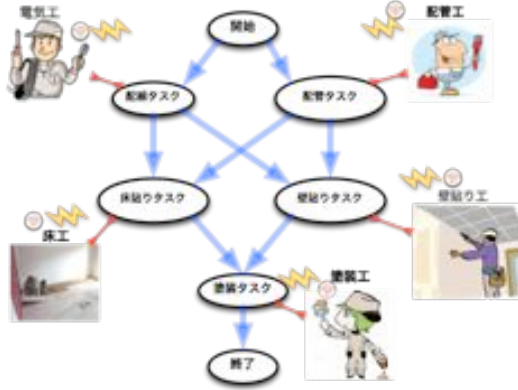 電気工
開始
配管工
配線タスク
配管タスク
床貼りタスク
壁貼りタスク
壁貼り工
床工
塗装タスク
塗装工
終了